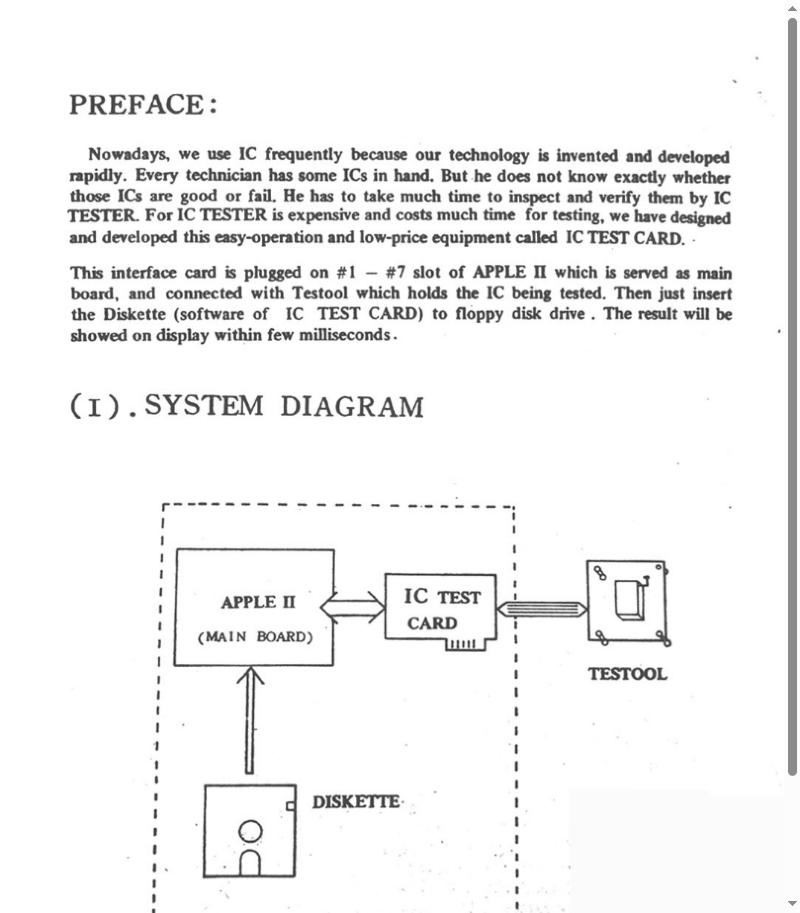 PREFACE:
Nowadays, we use IC frequently because our technology is invented and developed
rapidly. Every technician has some ICs in hand. But he does not know exactly whether
those ICs are good or fail. He has to take much time to inspect and verify them by IC
TESTER. For IC TESTER is expensive and costs much time for testing, we have designed
and developed this easy-operation and low-price equipment called IC TEST CARD.
This interface card is plugged on #1 – #7 slot of APPLE II which is served as main
board, and connected with Testool which holds the IC being tested. Then just insert
the Diskette (software of IC TEST CARD) to floppy disk drive . The result will be
showed on display within few milliseconds.
(I). SYSTEM DIAGRAM
APPLE II
(MAIN BOARD)
IC TEST
CARD
TESTOOL
DISKETTE